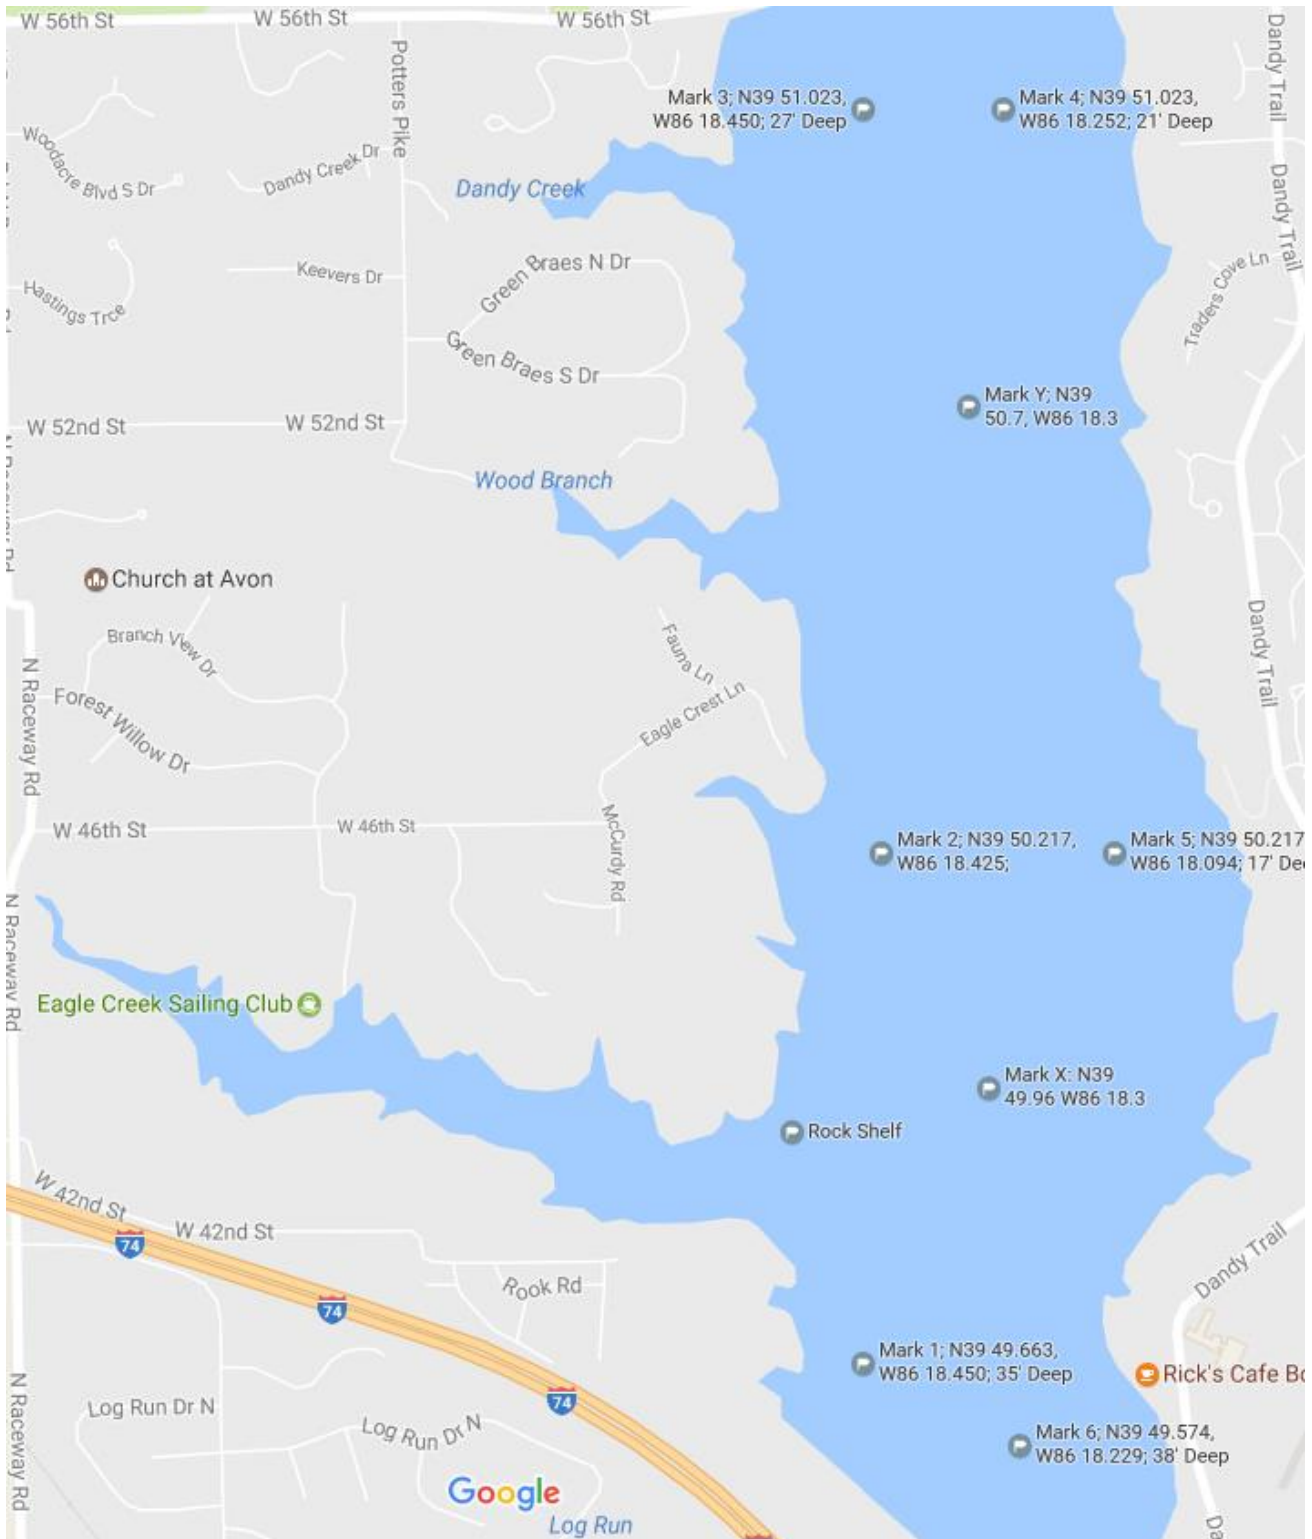 W 56th St
W 56th St
W 56th St
Potters Pike
Dandy Trail
Mark 3; N39 51.023,
W86 18.450; 27' Deep
Mark 4; N39 51.023,
W86 18.252; 21' Deep
Woodacre Blvd S Dr
Dandy Creek Dr
Dandy Creek
Dandy Trail
Green Braes N Dr
Keevers Dr
Hastings Trce
Traders Cove Ln
Green Braes S Dr
Mark Y; N39
50.7, W86 18.3
W 52nd St
W 52nd St
Wood Branch
Church at Avon
Branch View Dr
Fauna Ln
Dandy Trail
N Raceway Rd
Forest Willow Dr
Eagle Crest Ln
W 46th St
W 46th St
McCurdy Rd
Mark 2; N39 50.217,
W86 18.425;
Mark 5; N39 50.217
W86 18.094; 17' Dee
N Raceway Rd
Eagle Creek Sailing Club
Mark X: N39
49.96 W86 18.3
Rock Shelf
W 42nd St
W 42nd St
74
74
Rook Rd
Dandy Trail
Mark 1; N39 49.663,
W86 18.450; 35' Deep
Rick's Cafe Bo
74
N Raceway Rd
Log Run Dr N
Log Run Dr N
Mark 6; N39 49.574,
W86 18.229; 38' Deep
Google
Log Run